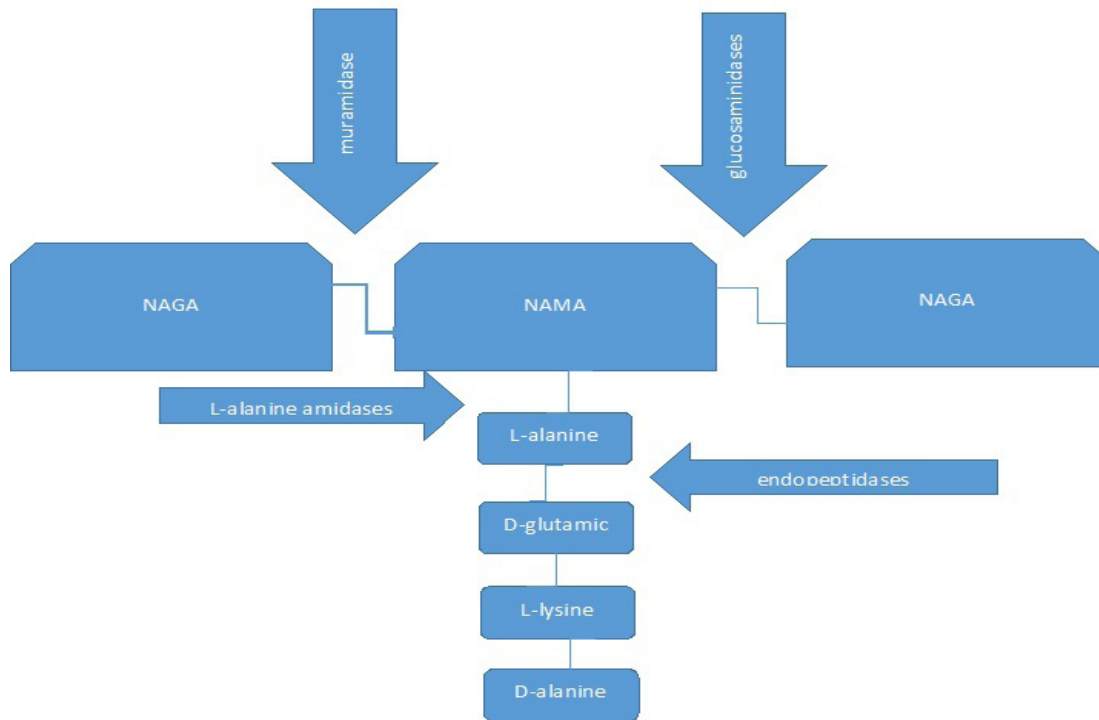 muramidase
glucosaminidases
NAGA
NAMA
NAGA
L-alanine amidases
L-alanine
endopeptidases
D-glutamic
L-lysine
D-alanine